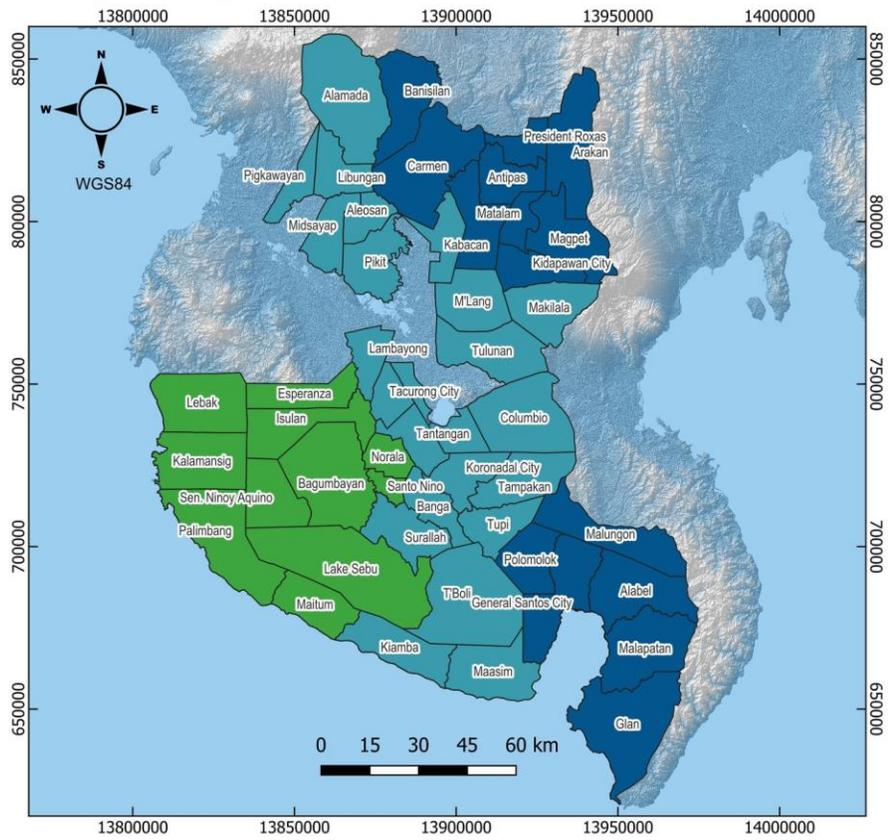 13800000 13850000 13900000 13950000 14000000
850000 850000
N
W E
S
WGS84
Alamada
Banisilan
President Roxas
Arakan
Carmen
Pigkawayan
Libungan
Antipas
Aleosan
Matalam
800000 800000
Midsayap
Kabacan
Magpet
Pikit
Kidapawan City
M'Lang
Makilala
Lambayong
Tulunan
750000 750000
Esperanza
Tacurong City
Lebak
Isulan
Columbio
Tantangan
Norala
Kalamansig
Koronadal City
Bagumbayan
Santo Nino
Tampakan
Sen. Ninoy Aquino
Banga
Palimbang
Tupi
Surallah
Malungon
700000 700000
Polomolok
Lake Sebu
T'Boli
Alabel
General Santos City
Maitum
Kiamba
Malapatan
Maasim
650000 650000
Glan
0 15 30 45 60 km
13800000 13850000 13900000 13950000 14000000